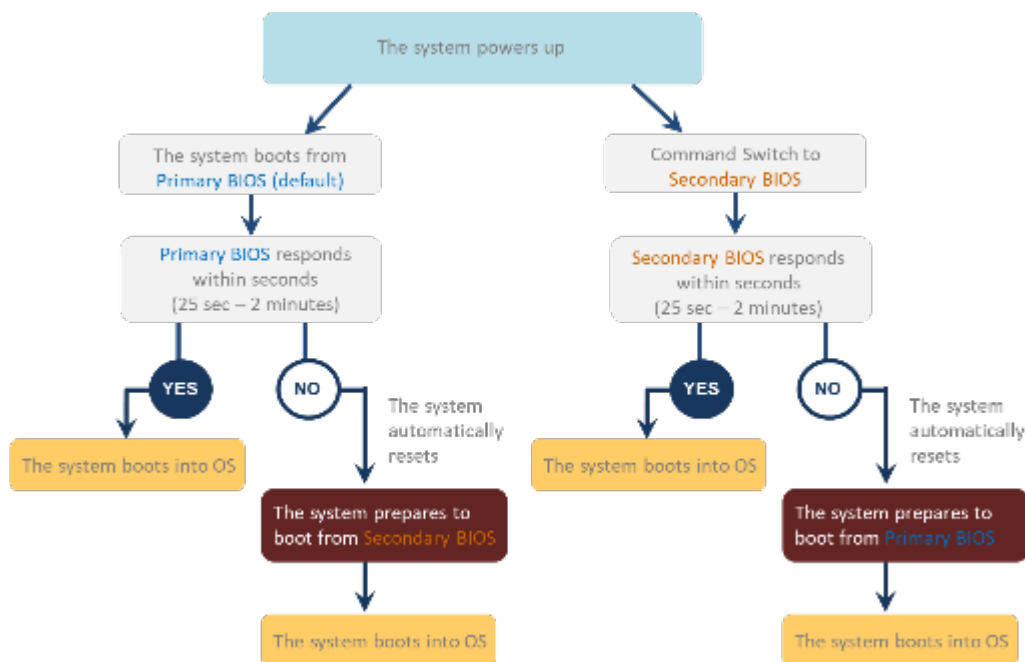 The system powers up
The system boots from
Primary BIOS (default)
Command Switch to
Secondary BIOS
Primary BIOS responds
within seconds
(25 sec – 2 minutes)
Secondary BIOS responds
within seconds
(25 sec – 2 minutes)
YES
NO
YES
NO
The system
automatically
resets
The system
automatically
resets
The system boots into OS
The system boots into OS
The system prepares to
boot from Secondary BIOS
The system prepares to
boot from Primary BIOS
The system boots into OS
The system boots into OS